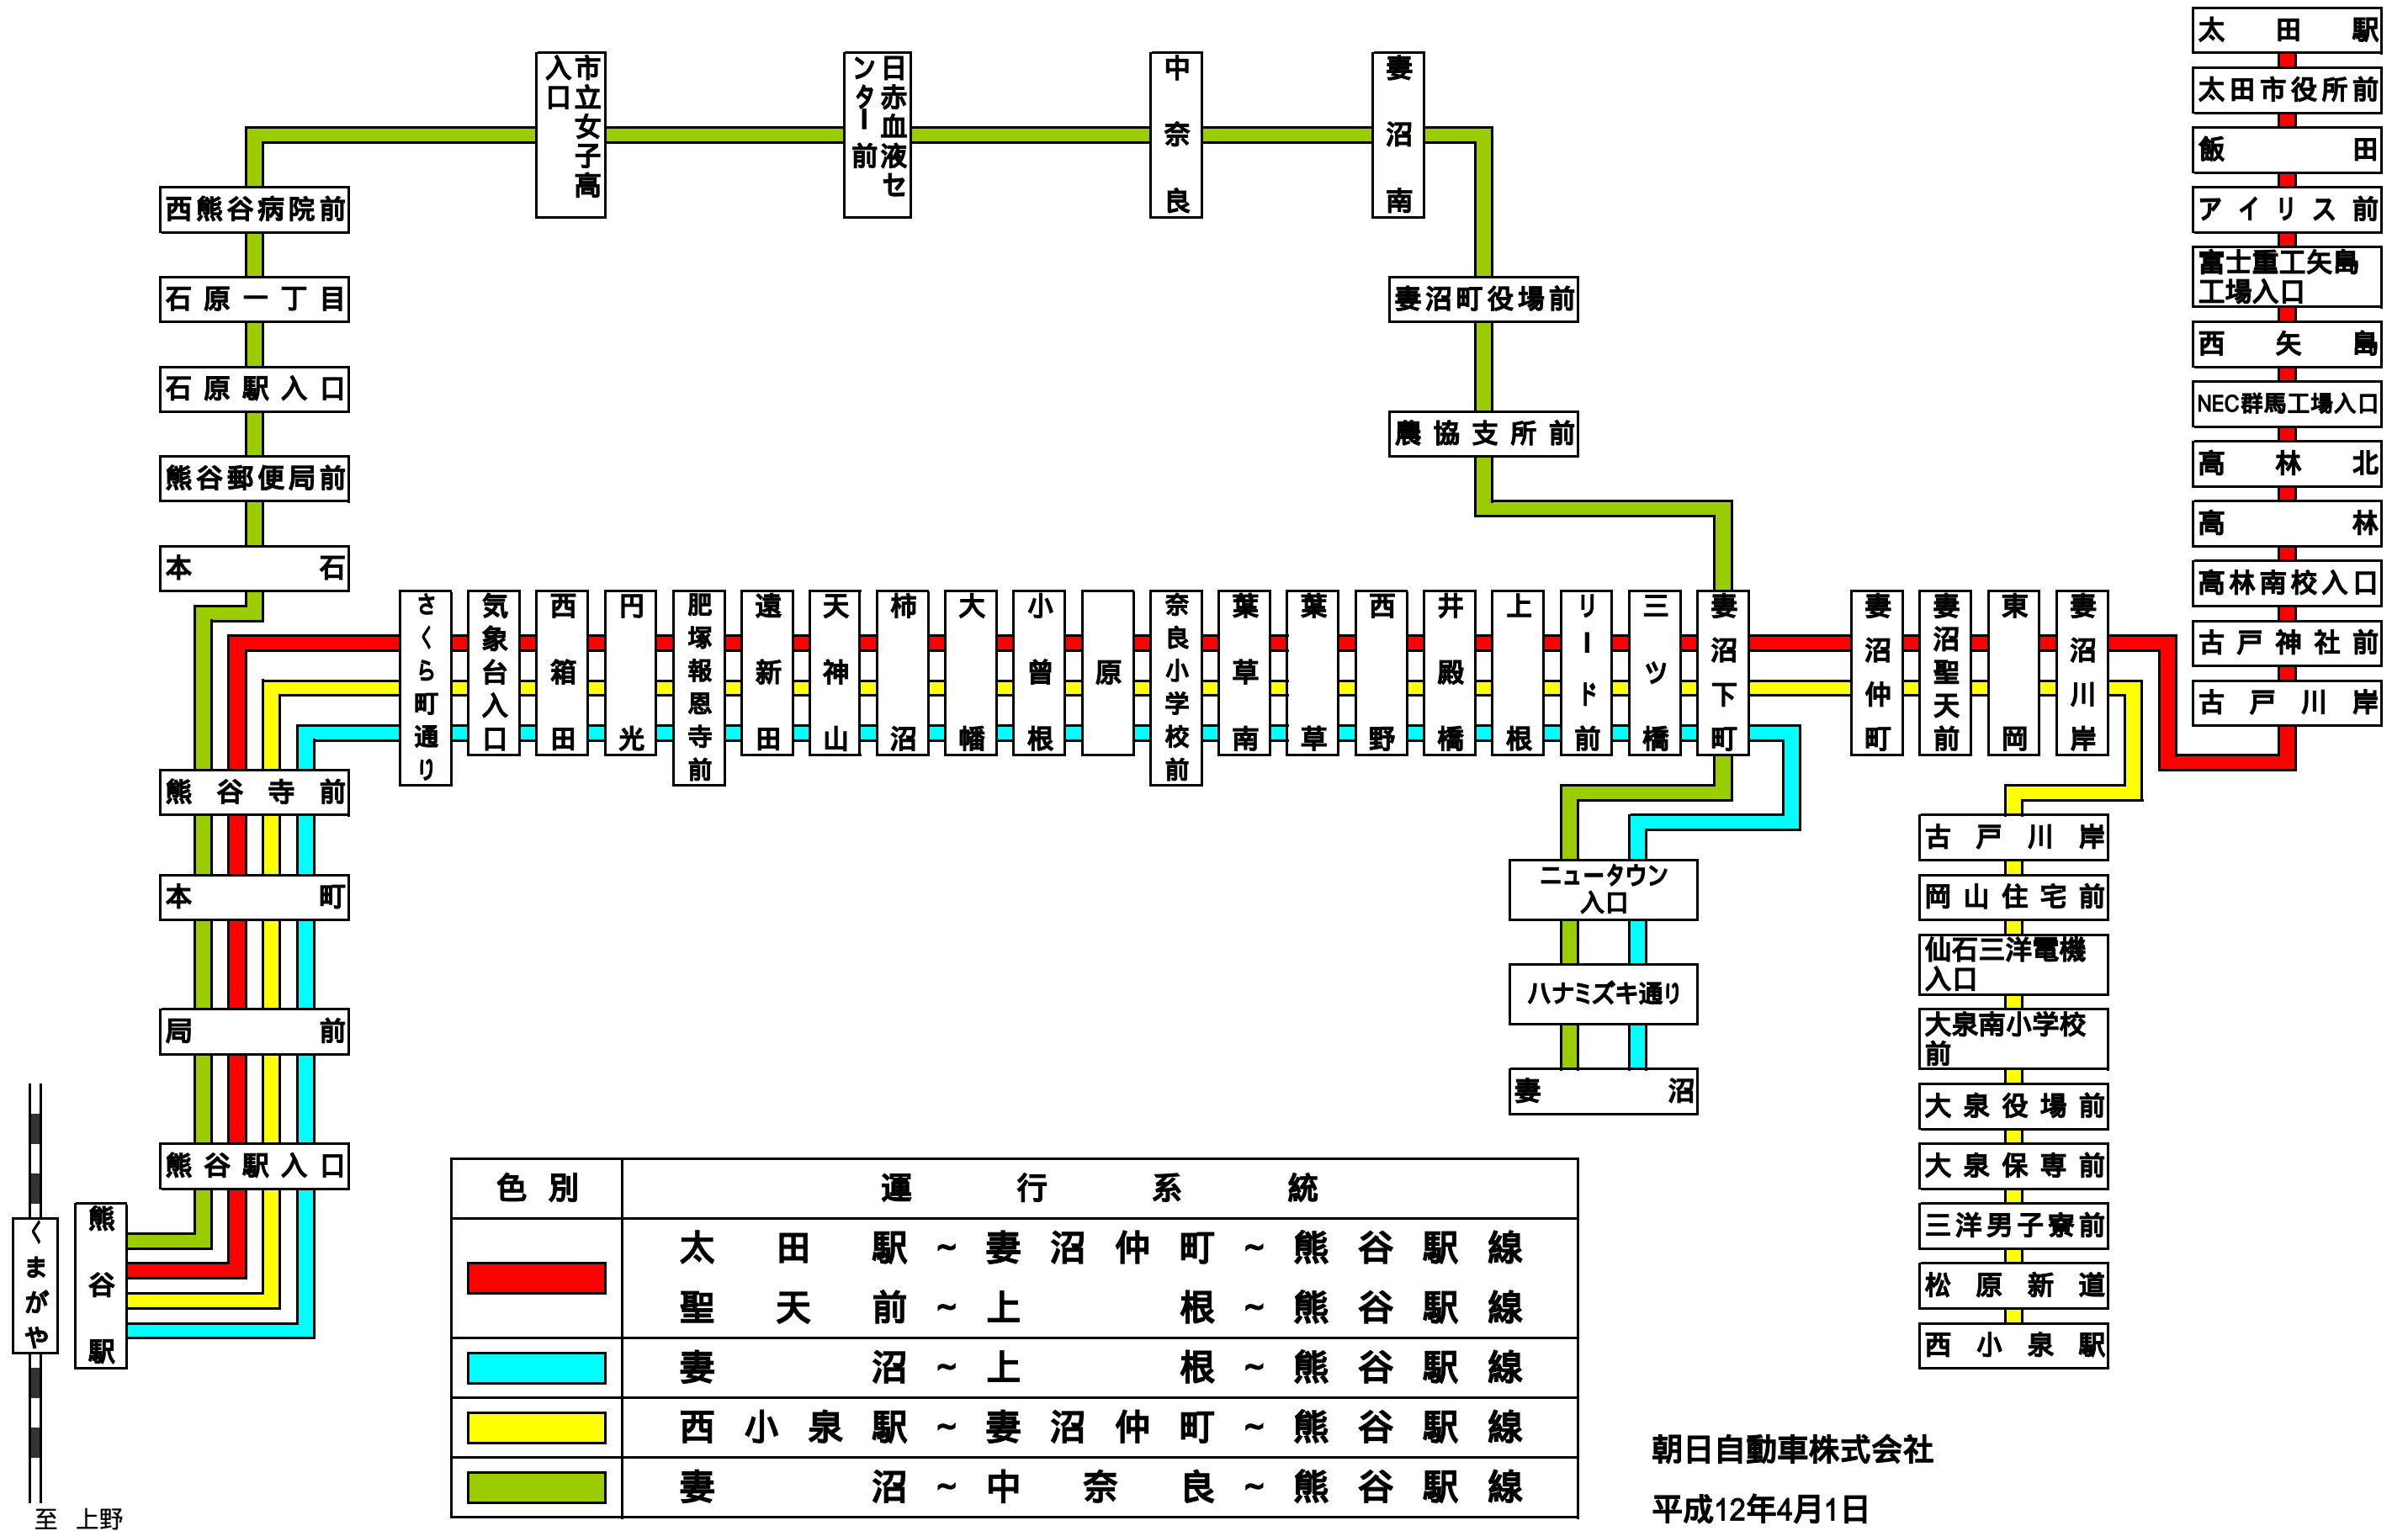 太田駅
太田市役所前
飯田
アイリス前
富士重工矢島
工場入口
西矢島
NEC群馬工場入口
高林北
高林
高林南校入口
古戸神社前
古戸川岸
市立女子高
入口
日赤血液セ
ンター前
中奈良
妻沼南
西熊谷病院前
石原一丁目
石原駅入口
熊谷郵便局前
本石
妻沼町役場前
農協支所前
さくら町通り
気象台入口
西箱田
円光
肥塚報恩寺前
遠新田
天神山
柿沼
大幡
小曽根
原
奈良小学校前
葉草南
葉草
西野
井殿橋
上根
リード前
三ツ橋
妻沼下町
妻沼仲町
妻沼聖天前
東岡
妻沼川岸
熊谷寺前
本町
局前
熊谷駅入口
熊谷駅
くまがや
至 上野
ニュータウン
入口
ハナミズキ通り
妻沼
古戸川岸
岡山住宅前
仙石三洋電機
入口
大泉南小学校
前
大泉役場前
大泉保専前
三洋男子寮前
松原新道
西小泉駅
色別 運行系統
太田駅~妻沼仲町~熊谷駅線
聖天前~上根~熊谷駅線
妻沼~上根~熊谷駅線
西小泉駅~妻沼仲町~熊谷駅線
妻沼~中奈良~熊谷駅線
朝日自動車株式会社
平成12年4月1日